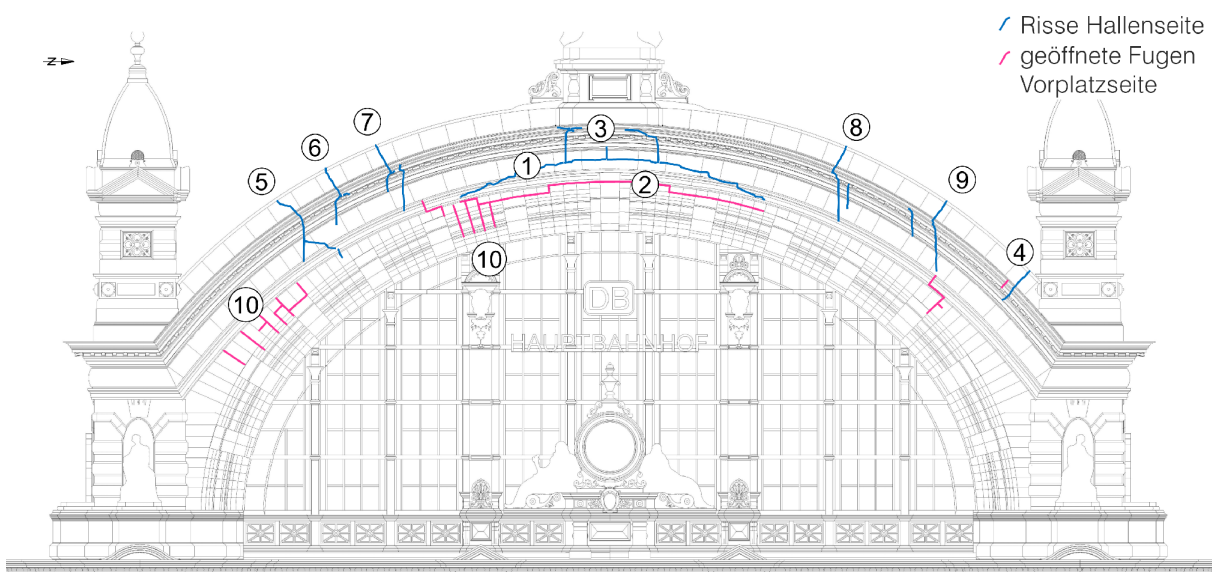 Risse Hallenseite
geöffnete Fugen
Vorplatzseite
N
3
7
8
6
1
5
2
9
4
10
10
DB
HAUPTBAHNHOF